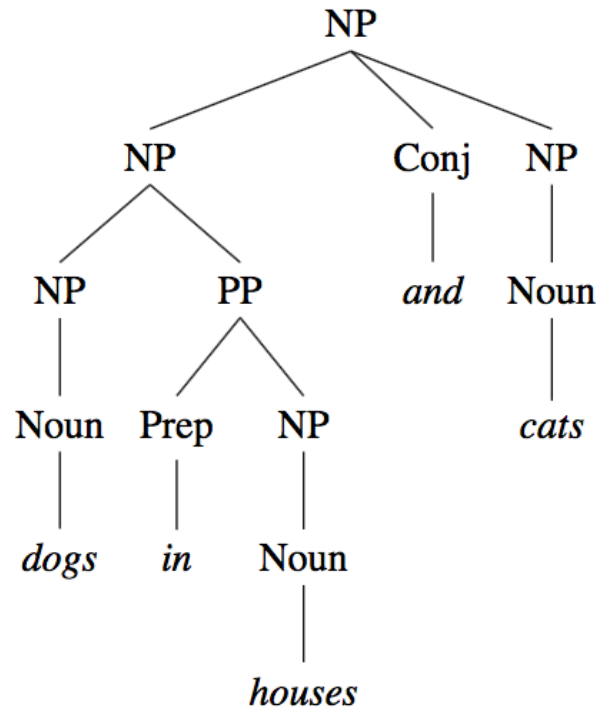 NP
NP Conj NP
NP PP and Noun
Noun Prep NP cats
dogs in Noun
houses